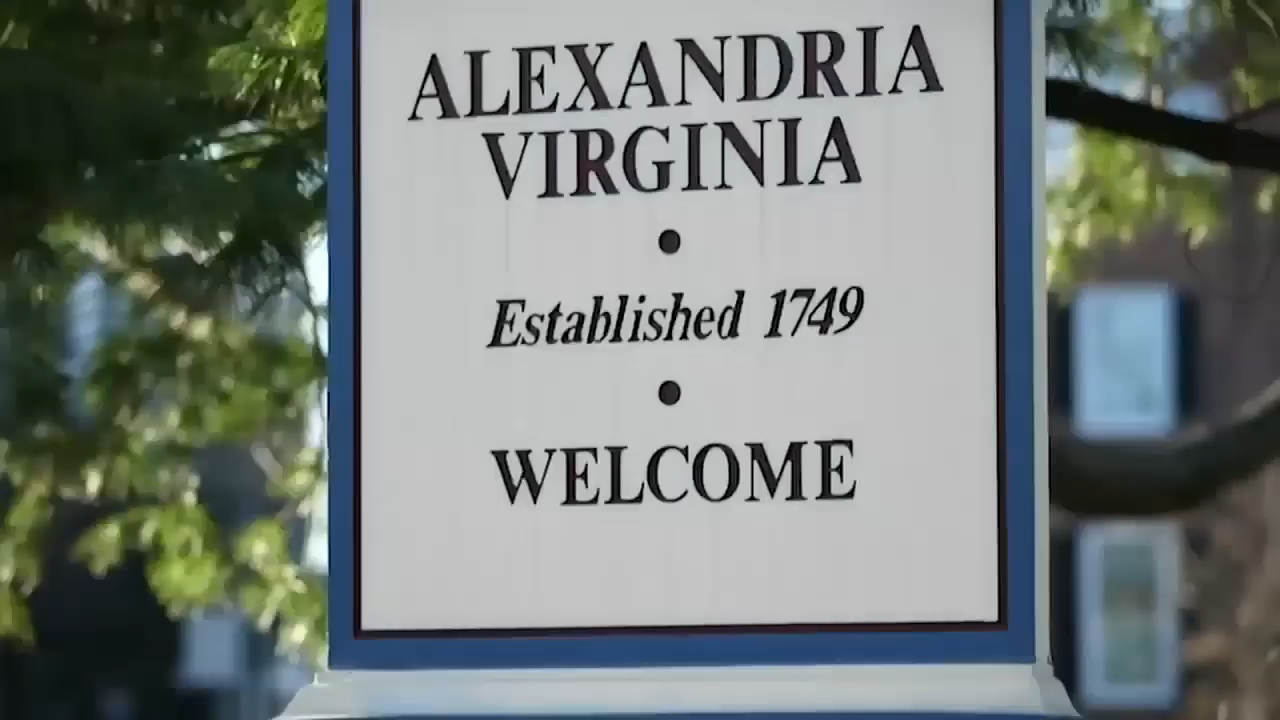 ALEXANDRIA
VIRGINIA
•
Established 1749
•
WELCOME